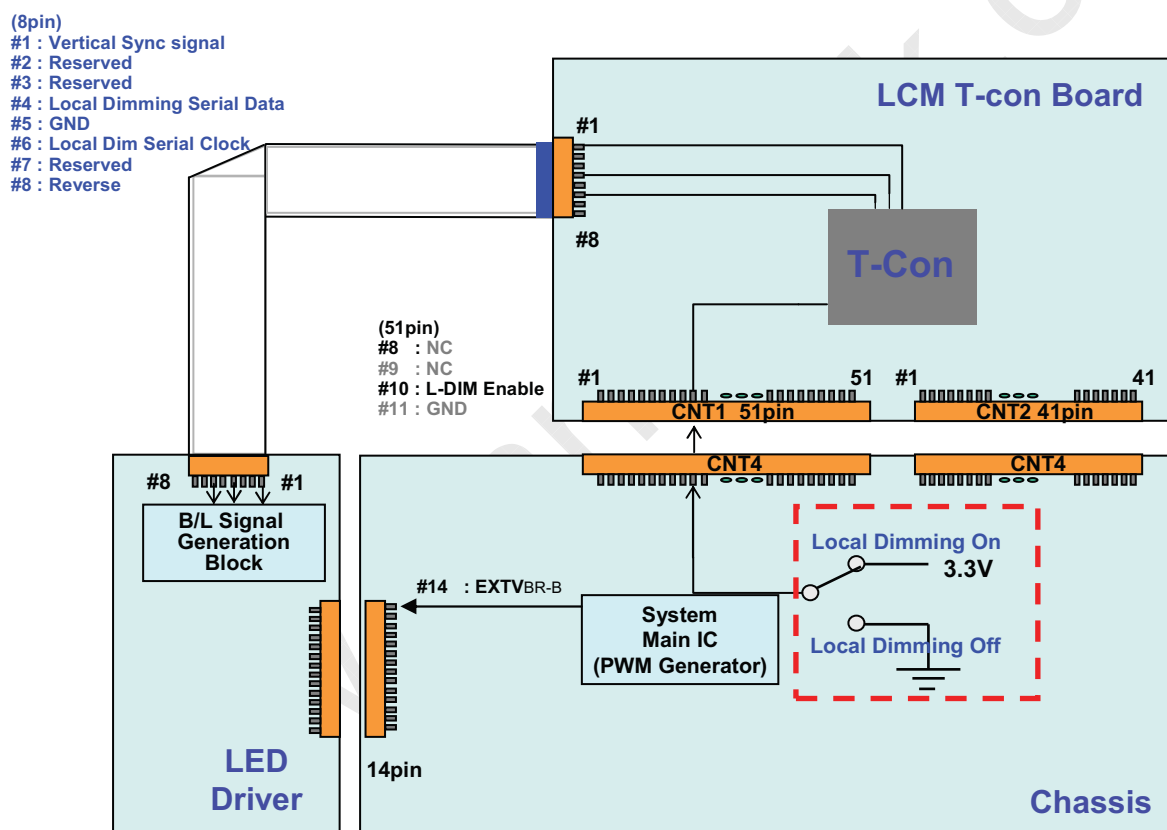 (8pin)
#1 : Vertical Sync signal
#2 : Reserved
#3 : Reserved
#4 : Local Dimming Serial Data
#5 : GND
#6 : Local Dim Serial Clock
#7 : Reserved
#8 : Reverse
LCM T-con Board
#1
#8
T-Con
(51pin)
#8 : NC
#9 : NC
#10 : L-DIM Enable
#11 : GND
#1
51
#1
41
CNT1 51pin
CNT2 41pin
CNT4
CNT4
#8
#1
B/L Signal
Generation
Block
Local Dimming On
3.3V
#14 : EXTVBR-B
System
Main IC
(PWM Generator)
Local Dimming Off
LED
Driver
14pin
Chassis